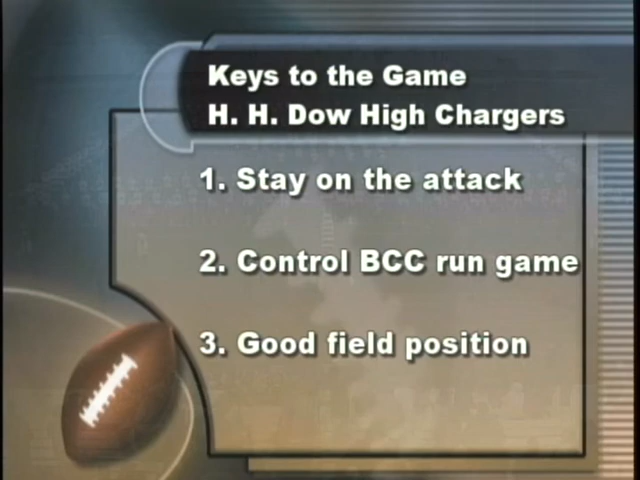 Keys to the Game
H. H. Dow High Chargers
1. Stay on the attack
2. Control BCC run game
3. Good field position